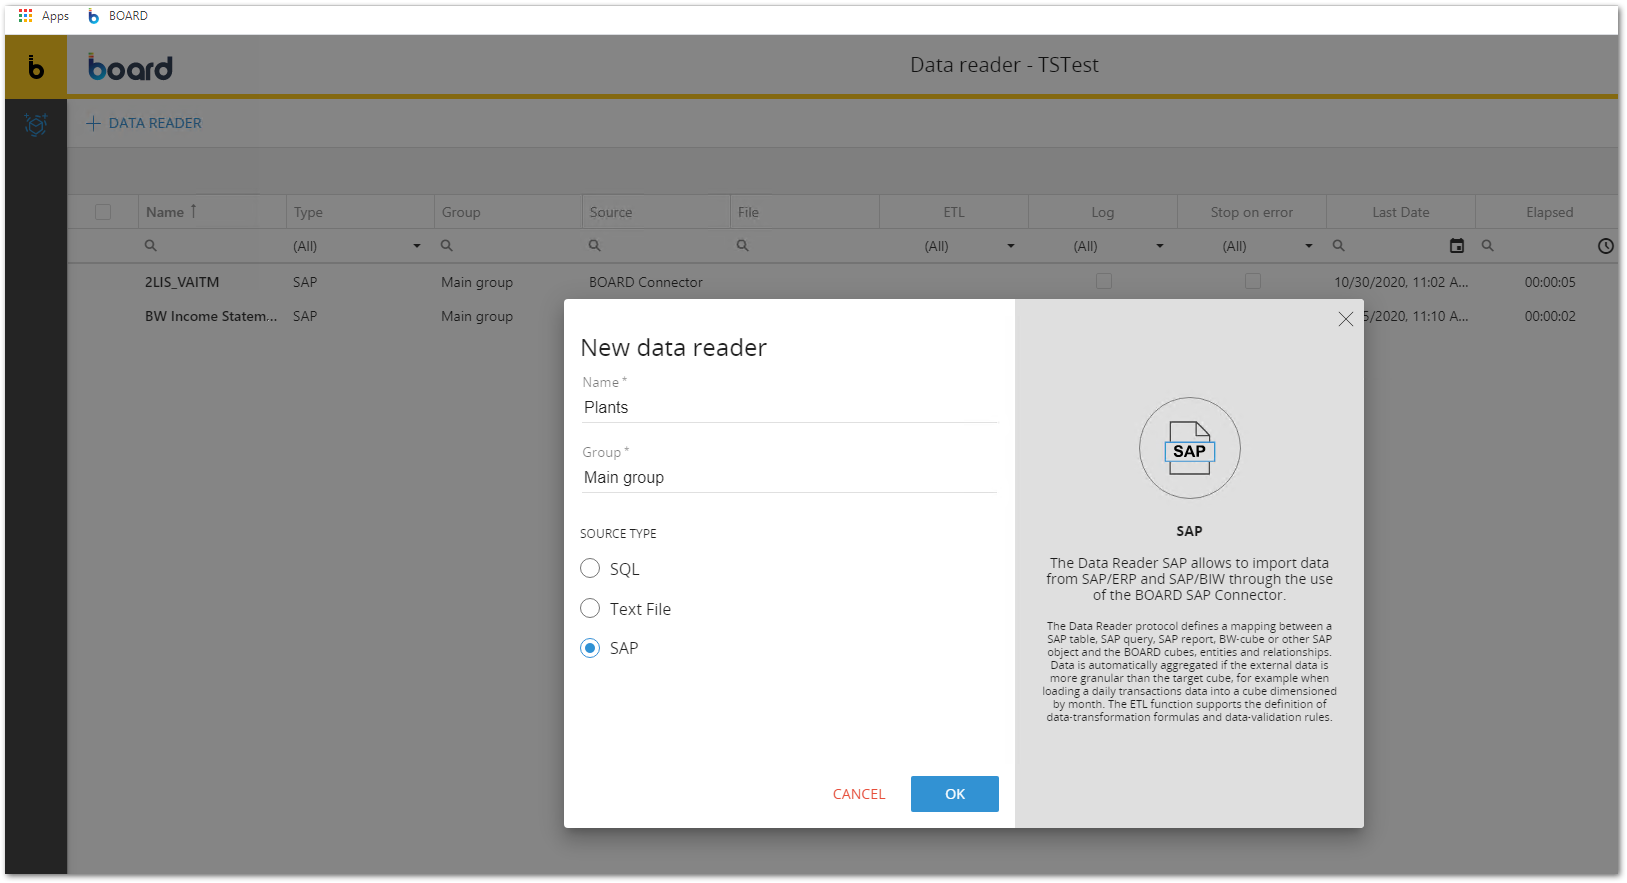 Apps BOARD
b board Data reader - TSTest
+ DATA READER
Name ↑ Type Group Source File ETL Log Stop on error Last Date Elapsed
(All) (All) (All) (All)
2LIS_VAITM SAP Main group BOARD Connector 10/30/2020, 11:02 A... 00:00:05
BW Income Statem... SAP Main group 5/2020, 11:10 A... 00:00:02
New data reader
Name *
Plants
Group *
Main group
SOURCE TYPE
SQL
Text File
SAP
CANCEL OK
SAP
SAP
The Data Reader SAP allows to import data
from SAP/ERP and SAP/BIW through the use
of the BOARD SAP Connector.
The Data Reader protocol defines a mapping between a
SAP table, SAP query, SAP report, BW-cube or other SAP
object and the BOARD cubes, entities and relationships.
Data is automatically aggregated if the external data is
more granular than the target cube, for example when
loading a daily transactions data into a cube dimensioned
by month. The ETL function supports the definition of
data-transformation formulas and data-validation rules.